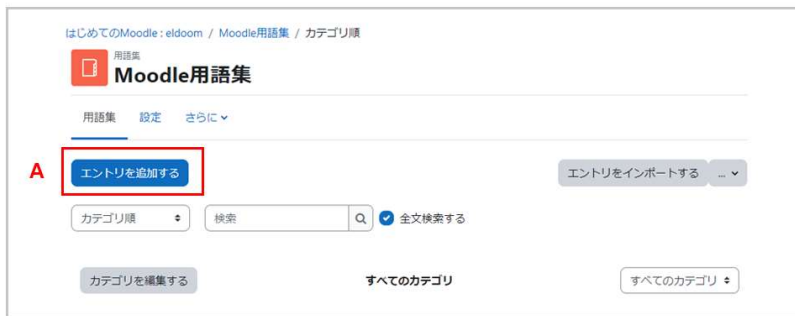 はじめてのMoodle : eldoom / Moodle用語集 / カテゴリ順
用語集
Moodle用語集
用語集 設定 さらに
A エントリを追加する エントリをインポートする ...
カテゴリ順 検索 全文検索する
カテゴリを編集する すべてのカテゴリ すべてのカテゴリ